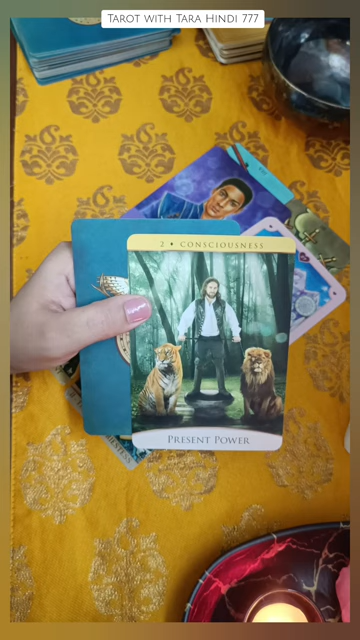 TAROT WITH TARA HINDI 777
2 • CONSCIOUSNESS
PRESENT POWER